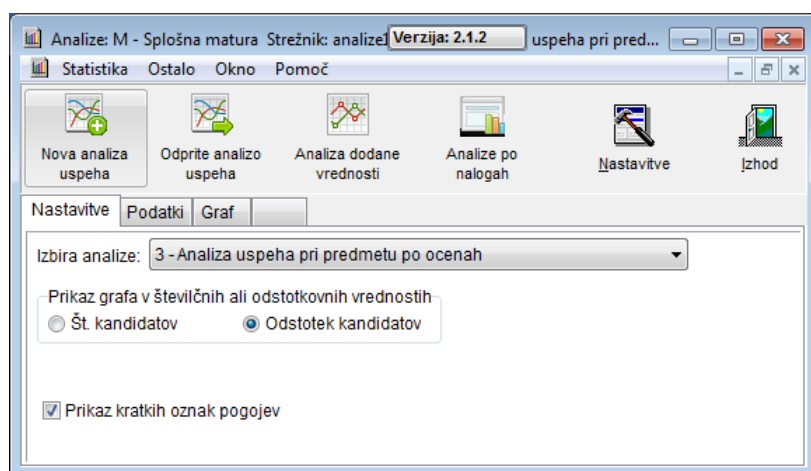 Analize: M - Splošna matura Strežnik: analize1 Verzija: 2.1.2 uspeha pri pred...
Statistika Ostalo Okno Pomoč
Nova analiza uspeha
Odprite analizo uspeha
Analiza dodane vrednosti
Analize po nalogah
Nastavitve
Izhod
Nastavitve Podatki Graf
Izbira analize: 3 - Analiza uspeha pri predmetu po ocenah
Prikaz grafa v številčnih ali odstotkovnih vrednostih
Št. kandidatov Odstotek kandidatov
Prikaz kratkih oznak pogojev